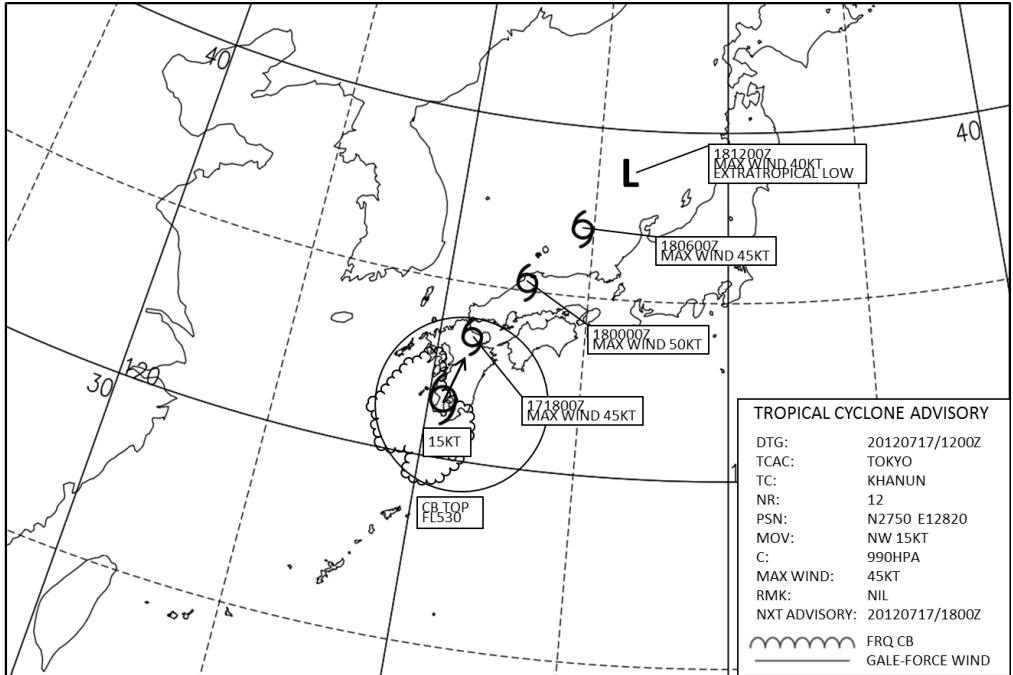 40
40
181200Z
MAX WIND 40KT
EXTRATROPICAL LOW
L
180600Z
MAX WIND 45KT
180000Z
MAX WIND 50KT
120
30
171800Z
MAX WIND 45KT
15KT
CB TOP
FL530
TROPICAL CYCLONE ADVISORY
DTG: 20120717/1200Z
TCAC: TOKYO
TC: KHANUN
NR: 12
PSN: N2750 E12820
MOV: NW 15KT
C: 990HPA
MAX WIND: 45KT
RMK: NIL
NXT ADVISORY: 20120717/1800Z
FRQ CB
GALE-FORCE WIND